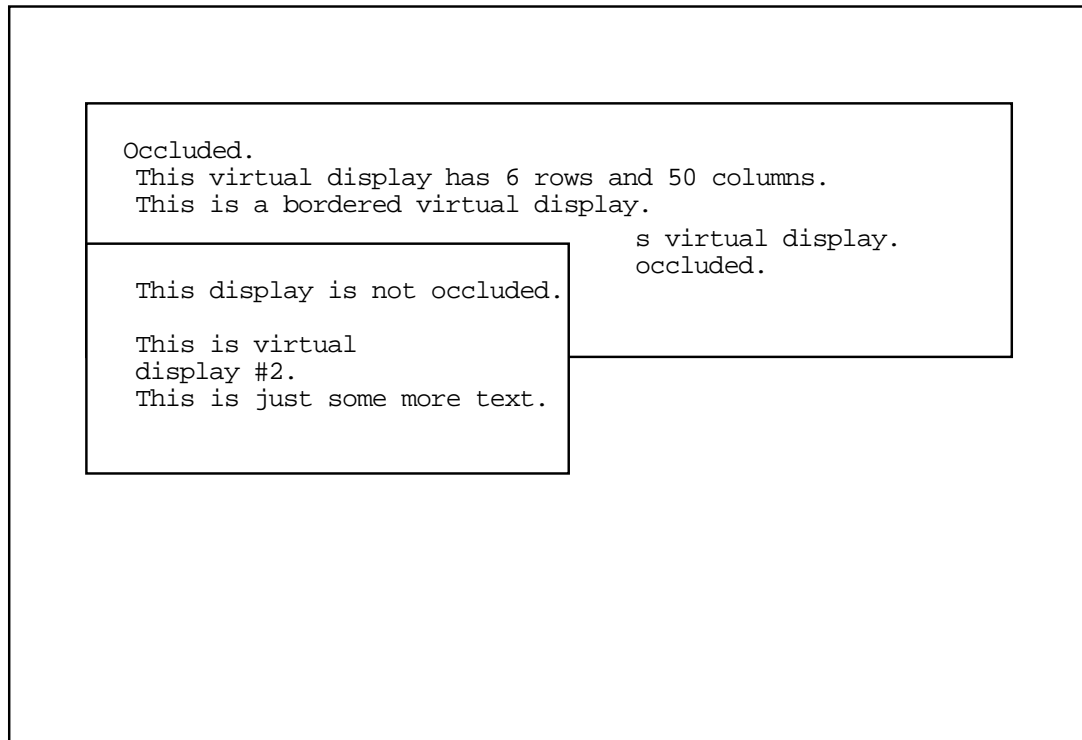 Occluded.
This virtual display has 6 rows and 50 columns.
This is a bordered virtual display.
s virtual display.
occluded.
This display is not occluded.
This is virtual
display #2.
This is just some more text.